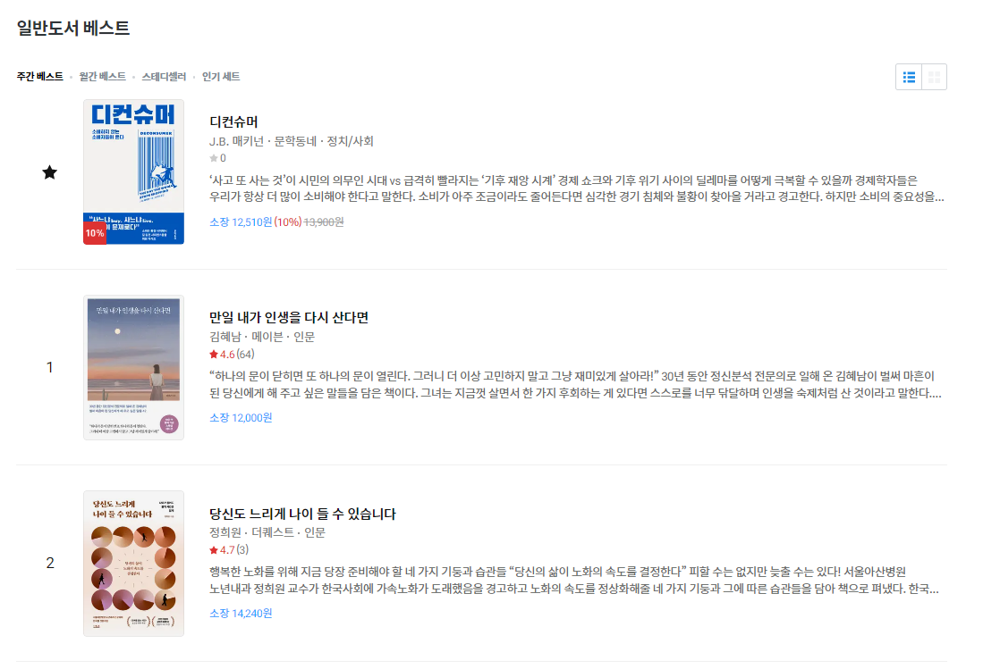 일반도서 베스트
주간 베스트 • 월간 베스트 • 스테디셀러 • 인기 세트
디컨슈머
소비하지 않는
소비자들이 온다
DECONSUMER
10%
디컨슈머
J.B. 매키넌 · 문학동네 · 정치/사회
★ 0
‘사고 또 사는 것’이 시민의 의무인 시대 vs 급격히 빨라지는 ‘기후 재앙 시계’ 경제 쇼크와 기후 위기 사이의 딜레마를 어떻게 극복할 수 있을까 경제학자들은
우리가 항상 더 많이 소비해야 한다고 말한다. 소비가 아주 조금이라도 줄어든다면 심각한 경기 침체와 불황이 찾아올 거라고 경고한다. 하지만 소비의 중요성을...
소장 12,510원 (10%) 13,900원
1
만일 내가 인생을 다시 산다면
만일 내가 인생을 다시 산다면
김혜남 · 메이븐 · 인문
★ 4.6 (64)
“하나의 문이 닫히면 또 하나의 문이 열린다. 그러니 더 이상 고민하지 말고 그냥 재미있게 살아라!” 30년 동안 정신분석 전문의로 일해 온 김혜남이 벌써 마흔이
된 당신에게 해 주고 싶은 말들을 담은 책이다. 그녀는 지금껏 살면서 한 가지 후회하는 게 있다면 스스로를 너무 닦달하며 인생을 숙제처럼 산 것이라고 말한다....
소장 12,000원
2
당신도 느리게
나이 들 수 있습니다
당신도 느리게 나이 들 수 있습니다
정희원 · 더퀘스트 · 인문
★ 4.7 (3)
행복한 노화를 위해 지금 당장 준비해야 할 네 가지 기둥과 습관들 “당신의 삶이 노화의 속도를 결정한다” 피할 수는 없지만 늦출 수는 있다! 서울아산병원
노년내과 정희원 교수가 한국사회에 가속노화가 도래했음을 경고하고 노화의 속도를 정상화해줄 네 가지 기둥과 그에 따른 습관들을 담아 책으로 펴냈다. 한국...
소장 14,240원